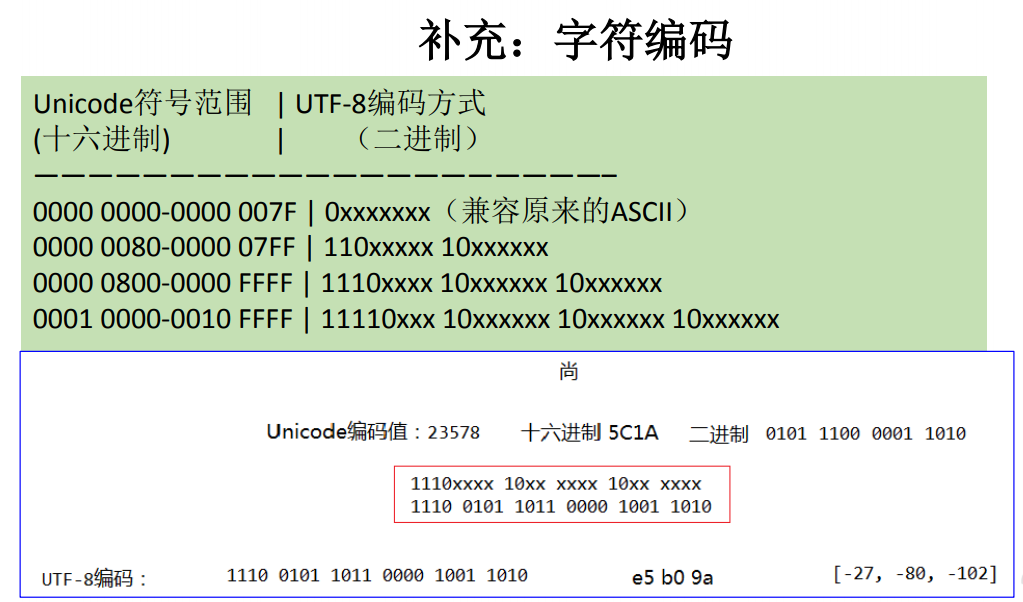 补充：字符编码
Unicode符号范围 | UTF-8编码方式
(十六进制) | （二进制）
————————————————————–
0000 0000-0000 007F | 0xxxxxxx（兼容原来的ASCII）
0000 0080-0000 07FF | 110xxxxx 10xxxxxx
0000 0800-0000 FFFF | 1110xxxx 10xxxxxx 10xxxxxx
0001 0000-0010 FFFF | 11110xxx 10xxxxxx 10xxxxxx 10xxxxxx
尚
Unicode编码值：23578 十六进制 5C1A 二进制 0101 1100 0001 1010
1110xxxx 10xx xxxx 10xx xxxx
1110 0101 1011 0000 1001 1010
UTF-8编码： 1110 0101 1011 0000 1001 1010 e5 b0 9a [-27, -80, -102]